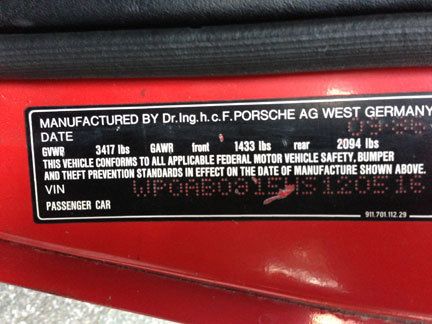 MANUFACTURED BY Dr.Ing.h.c.F.PORSCHE AG WEST GERMANY
DATE
GVWR 3417 lbs GAWR front 1433 lbs rear 2094 lbs
THIS VEHICLE CONFORMS TO ALL APPLICABLE FEDERAL MOTOR VEHICLE SAFETY, BUMPER
AND THEFT PREVENTION STANDARDS IN EFFECT ON THE DATE OF MANUFACTURE SHOWN ABOVE.
VIN WP0AB0915HS120516
PASSENGER CAR 911.701.112.29